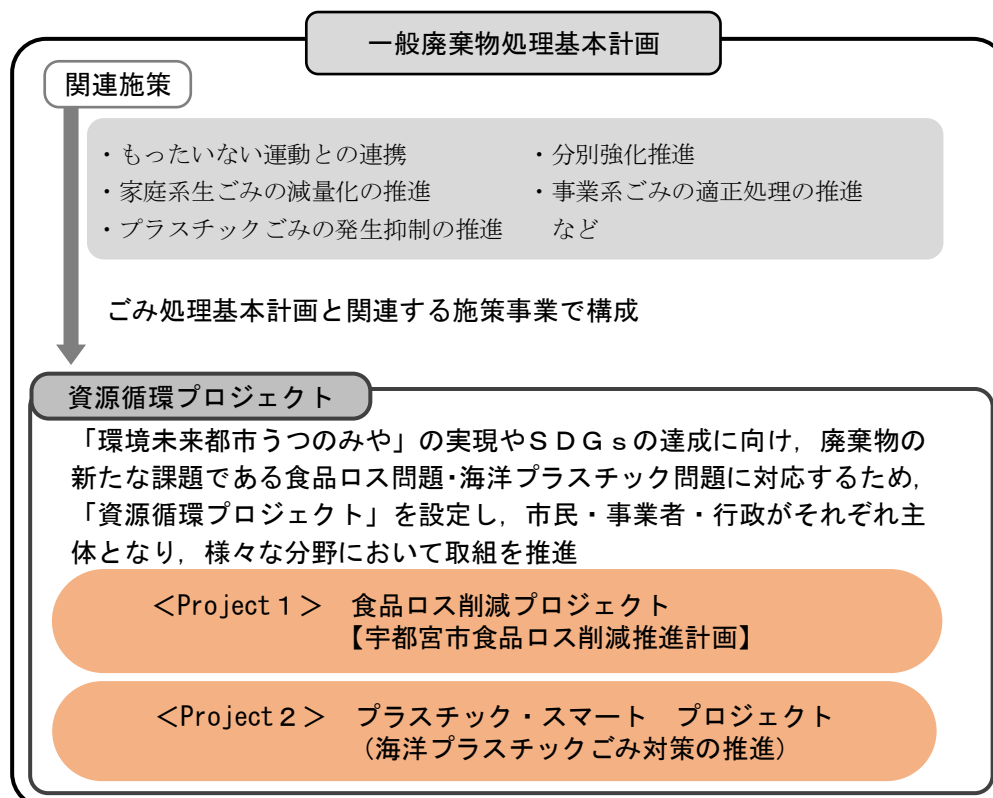 一般廃棄物処理基本計画
関連施策
・もったいない運動との連携
・家庭系生ごみの減量化の推進
・プラスチックごみの発生抑制の推進
・分別強化推進
・事業系ごみの適正処理の推進
など
ごみ処理基本計画と関連する施策事業で構成
資源循環プロジェクト
「環境未来都市うつのみや」の実現やSDGsの達成に向け,廃棄物の
新たな課題である食品ロス問題・海洋プラスチック問題に対応するため,
「資源循環プロジェクト」を設定し,市民・事業者・行政がそれぞれ主
体となり,様々な分野において取組を推進
<Project1> 食品ロス削減プロジェクト
【宇都宮市食品ロス削減推進計画】
<Project2> プラスチック・スマート プロジェクト
(海洋プラスチックごみ対策の推進)